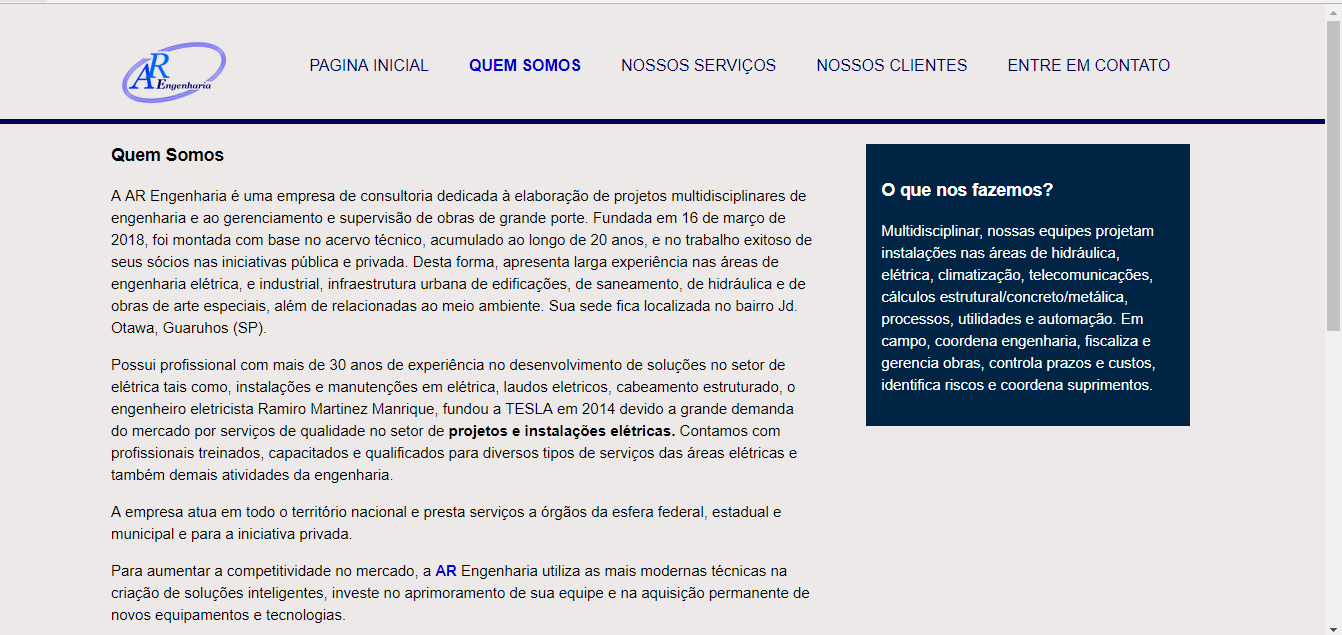 AR Engenharia
PAGINA INICIAL QUEM SOMOS NOSSOS SERVIÇOS NOSSOS CLIENTES ENTRE EM CONTATO
Quem Somos
A AR Engenharia é uma empresa de consultoria dedicada à elaboração de projetos multidisciplinares de
engenharia e ao gerenciamento e supervisão de obras de grande porte. Fundada em 16 de março de
2018, foi montada com base no acervo técnico, acumulado ao longo de 20 anos, e no trabalho exitoso de
seus sócios nas iniciativas pública e privada. Desta forma, apresenta larga experiência nas áreas de
engenharia elétrica, e industrial, infraestrutura urbana de edificações, de saneamento, de hidráulica e de
obras de arte especiais, além de relacionadas ao meio ambiente. Sua sede fica localizada no bairro Jd.
Otawa, Guaruhos (SP).
Possui profissional com mais de 30 anos de experiência no desenvolvimento de soluções no setor de
elétrica tais como, instalações e manutenções em elétrica, laudos eletricos, cabeamento estruturado, o
engenheiro eletricista Ramiro Martinez Manrique, fundou a TESLA em 2014 devido a grande demanda
do mercado por serviços de qualidade no setor de projetos e instalações elétricas. Contamos com
profissionais treinados, capacitados e qualificados para diversos tipos de serviços das áreas elétricas e
também demais atividades da engenharia.
A empresa atua em todo o território nacional e presta serviços a órgãos da esfera federal, estadual e
municipal e para a iniciativa privada.
Para aumentar a competitividade no mercado, a AR Engenharia utiliza as mais modernas técnicas na
criação de soluções inteligentes, investe no aprimoramento de sua equipe e na aquisição permanente de
novos equipamentos e tecnologias.
O que nos fazemos?
Multidisciplinar, nossas equipes projetam
instalações nas áreas de hidráulica,
elétrica, climatização, telecomunicações,
cálculos estrutural/concreto/metálica,
processos, utilidades e automação. Em
campo, coordena engenharia, fiscaliza e
gerencia obras, controla prazos e custos,
identifica riscos e coordena suprimentos.